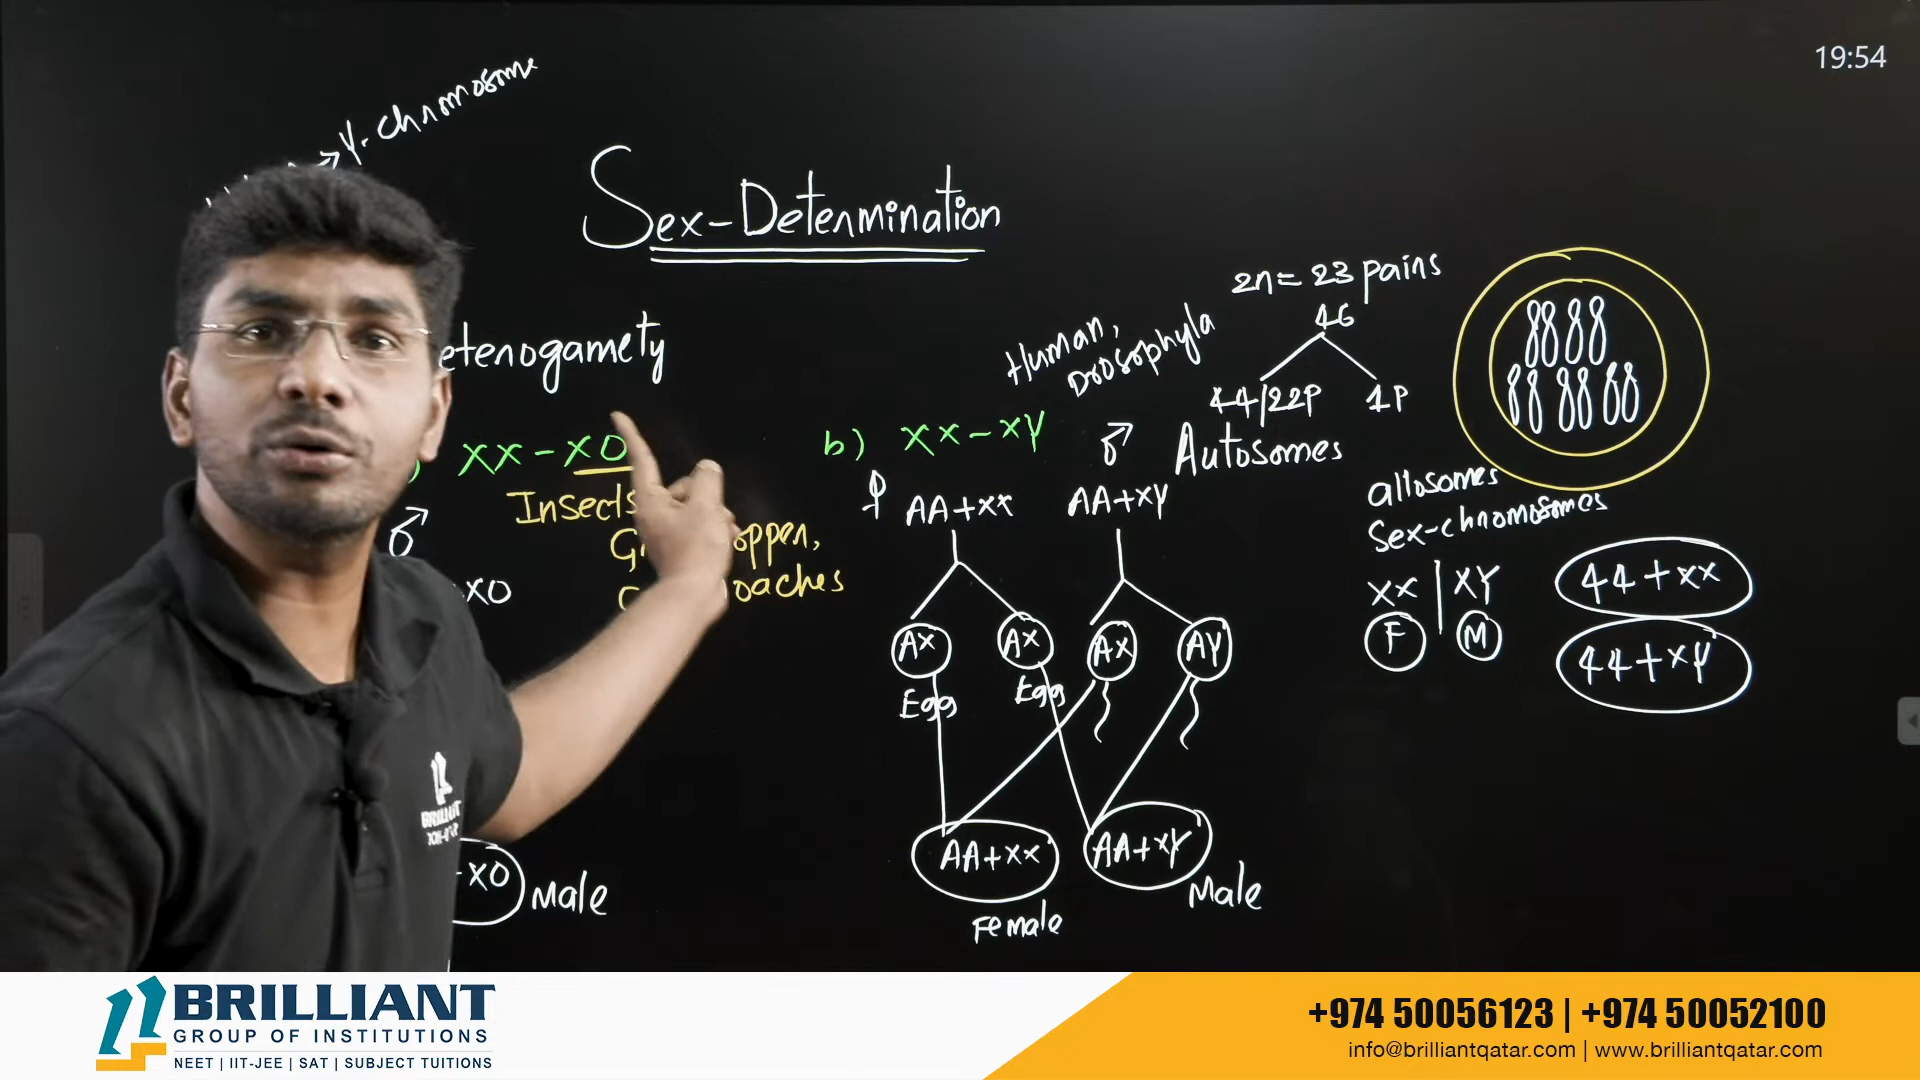 19:54
Y-chromosome
Sex-Determination
2n = 23 pairs
46
44/22P 1P
Autosomes
Human,
Drosophyla
etenogamety
XX-XO
Insects
oppen,
oaches
♂
XO
XO Male
b) XX-XY
♀ AA+XX
♂ AA+XY
AX AX AX AY
Egg Egg
AA+XX AA+XY
Female Male
allosomes
Sex-chromosomes
XX | XY
F M
44+XX
44+XY
BRILLIANT
BRILLIANT
GROUP OF INSTITUTIONS
NEET | IIT-JEE | SAT | SUBJECT TUITIONS
+974 50056123 | +974 50052100
info@brilliantqatar.com | www.brilliantqatar.com